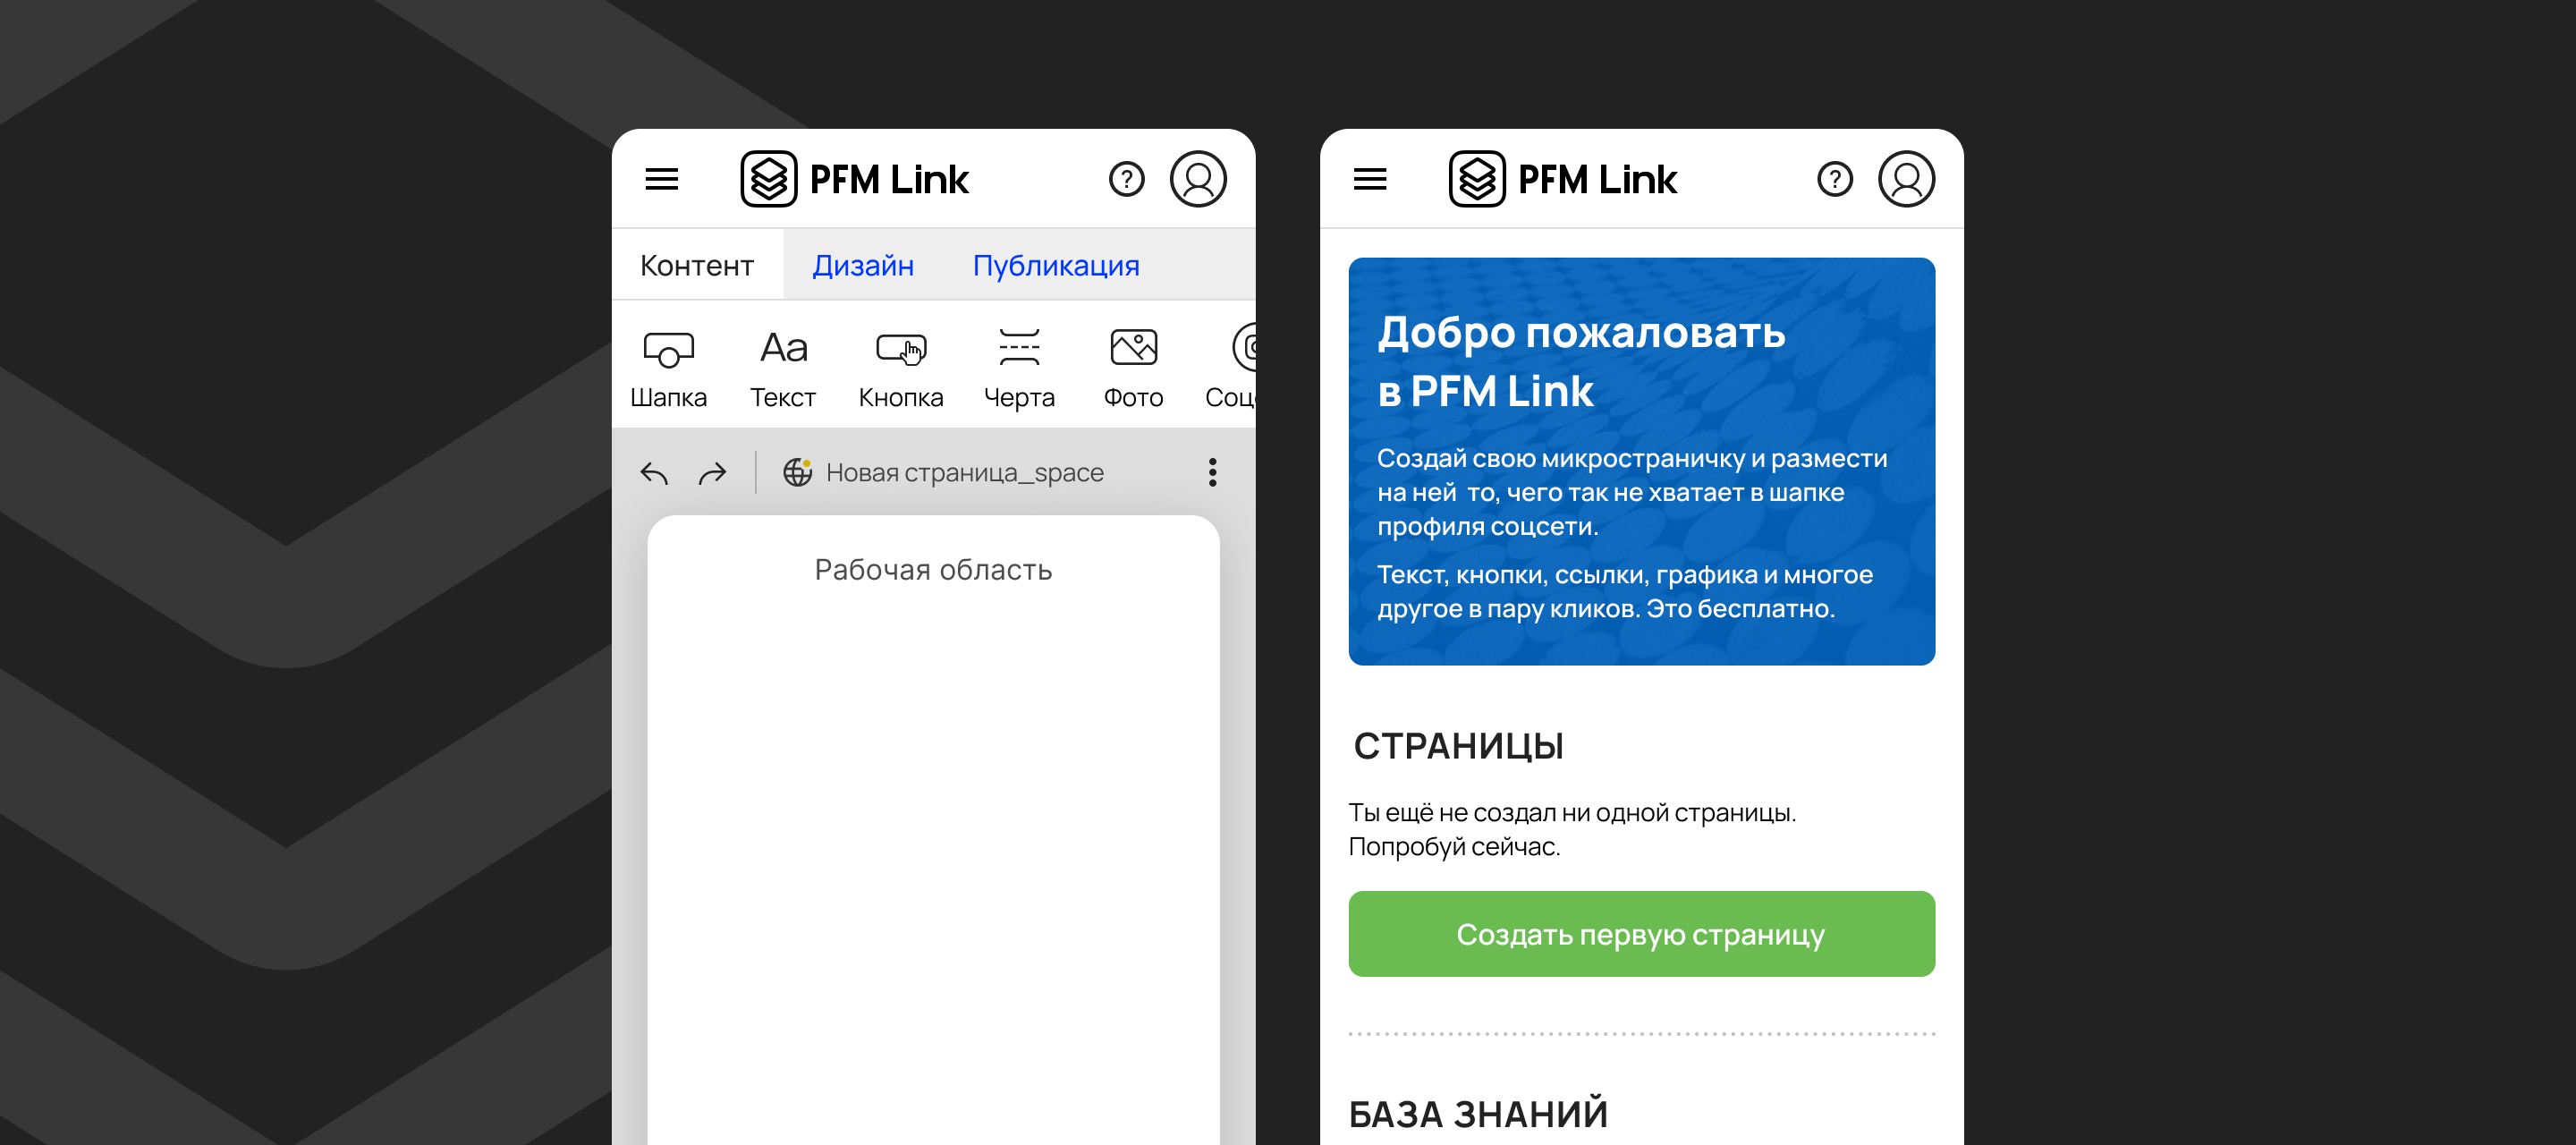 PFM Link
Контент Дизайн Публикация
Aa
Шапка Текст Кнопка Черта Фото
Новая страница_space
Рабочая область
PFM Link
Добро пожаловать
в PFM Link
Создай свою микространичку и размести
на ней то, чего так не хватает в шапке
профиля соцсети.
Текст, кнопки, ссылки, графика и многое
другое в пару кликов. Это бесплатно.
СТРАНИЦЫ
Ты ещё не создал ни одной страницы.
Попробуй сейчас.
Создать первую страницу
БАЗА ЗНАНИЙ